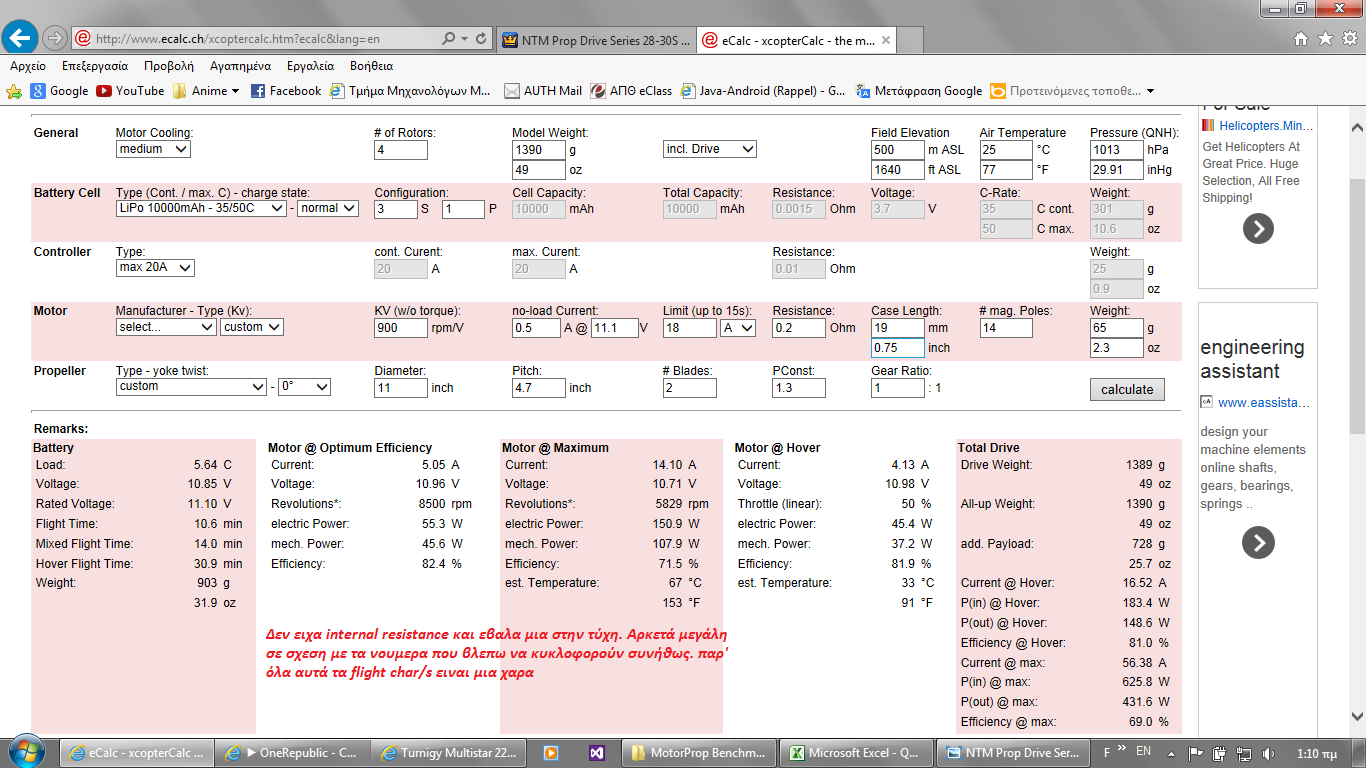 http://www.ecalc.ch/xcoptercalc.htm?ecalc&lang=en
NTM Prop Drive Series 28-30S ...
eCalc - xcopterCalc - the m...
Αρχείο Επεξεργασία Προβολή Αγαπημένα Εργαλεία Βοήθεια
Google YouTube Anime Facebook Τμήμα Μηχανολόγων Μ... AUTH Mail ΑΠΘ eClass Java-Android (Rappel) - G... Μετάφραση Google Προτεινόμενες τοποθε...
General Motor Cooling: # of Rotors: Model Weight: Field Elevation Air Temperature Pressure (QNH):
medium 4 1390 g incl. Drive 500 m ASL 25 °C 1013 hPa
49 oz 1640 ft ASL 77 °F 29.91 inHg
Battery Cell Type (Cont. / max. C) - charge state: Configuration: Cell Capacity: Total Capacity: Resistance: Voltage: C-Rate: Weight:
LiPo 10000mAh - 35/50C - normal 3 S 1 P 10000 mAh 10000 mAh 0.0015 Ohm 3.7 V 35 C cont. 301 g
50 C max. 10.6 oz
Controller Type: cont. Curent: max. Curent: Resistance: Weight:
max 20A 20 A 20 A 0.01 Ohm 25 g
0.9 oz
Motor Manufacturer - Type (Kv): KV (w/o torque): no-load Current: Limit (up to 15s): Resistance: Case Length: # mag. Poles: Weight:
select... custom 900 rpm/V 0.5 A @ 11.1 V 18 A 0.2 Ohm 19 mm 14 65 g
0.75 inch 2.3 oz
Propeller Type - yoke twist: Diameter: Pitch: # Blades: PConst: Gear Ratio:
custom - 0° 11 inch 4.7 inch 2 1.3 1 : 1 calculate
Remarks:
Battery
Load: 5.64 C
Voltage: 10.85 V
Rated Voltage: 11.10 V
Flight Time: 10.6 min
Mixed Flight Time: 14.0 min
Hover Flight Time: 30.9 min
Weight: 903 g
31.9 oz
Motor @ Optimum Efficiency
Current: 5.05 A
Voltage: 10.96 V
Revolutions*: 8500 rpm
electric Power: 55.3 W
mech. Power: 45.6 W
Efficiency: 82.4 %
Motor @ Maximum
Current: 14.10 A
Voltage: 10.71 V
Revolutions*: 5829 rpm
electric Power: 150.9 W
mech. Power: 107.9 W
Efficiency: 71.5 %
est. Temperature: 67 °C
153 °F
Motor @ Hover
Current: 4.13 A
Voltage: 10.98 V
Throttle (linear): 50 %
electric Power: 45.4 W
mech. Power: 37.2 W
Efficiency: 81.9 %
est. Temperature: 33 °C
91 °F
Total Drive
Drive Weight: 1389 g
49 oz
All-up Weight: 1390 g
49 oz
add. Payload: 728 g
25.7 oz
Current @ Hover: 16.52 A
P(in) @ Hover: 183.4 W
P(out) @ Hover: 148.6 W
Efficiency @ Hover: 81.0 %
Current @ max: 56.38 A
P(in) @ max: 625.8 W
P(out) @ max: 431.6 W
Efficiency @ max: 69.0 %
Δεν ειχα internal resistance και εβαλα μια στην τύχη. Αρκετά μεγάλη
σε σχεση με τα νουμερα που βλεπω να κυκλοφορούν συνήθως. παρ'
όλα αυτά τα flight char/s ειναι μια χαρα
For Sale
Helicopters.Min...
Get Helicopters At
Great Price. Huge
Selection, All Free
Shipping!
engineering
assistant
www.eassista...
design your
machine elements
online shafts,
gears, bearings,
springs ..
eCalc - xcopterCalc ...
OneRepublic - C...
Turnigy Multistar 22...
MotorProp Benchm...
Microsoft Excel - Q...
NTM Prop Drive Ser...
F
EN
1:10 πμ